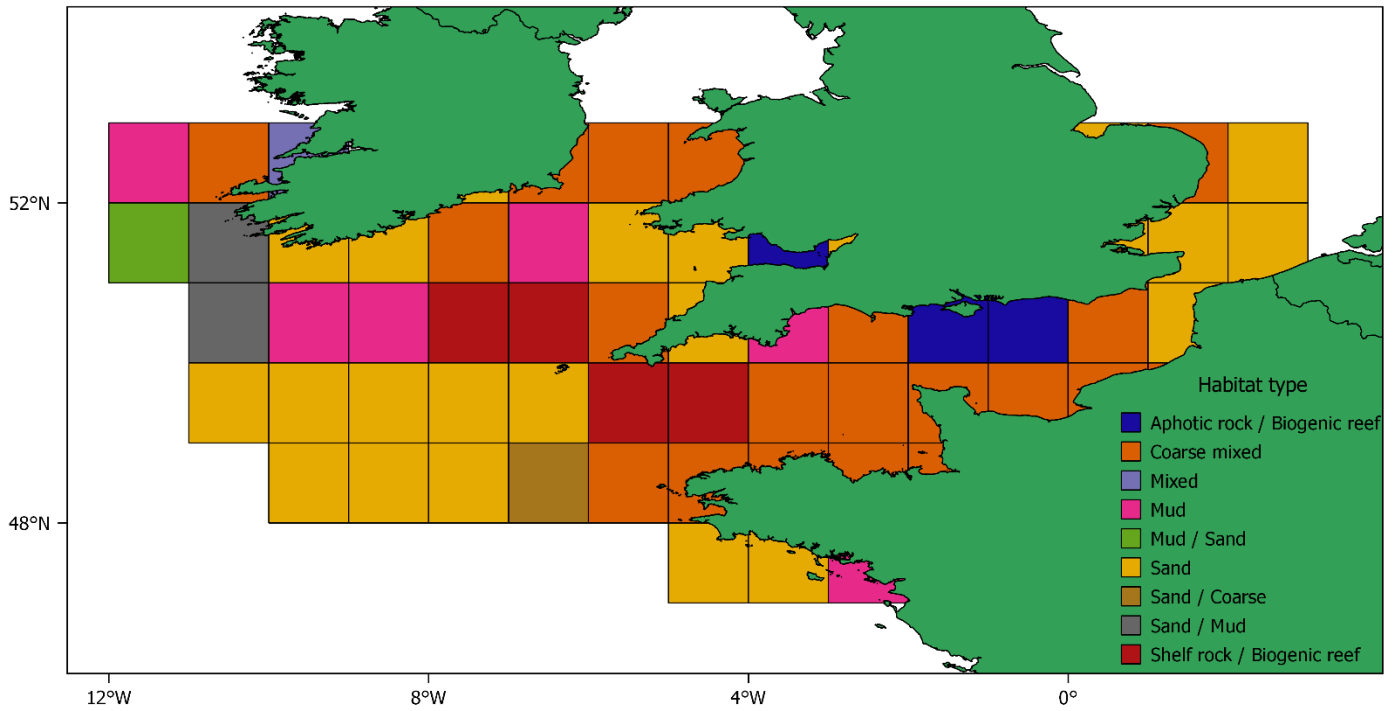 52°N
48°N
12°W
8°W
4°W
0°
Habitat type
Aphotic rock / Biogenic reef
Coarse mixed
Mixed
Mud
Mud / Sand
Sand
Sand / Coarse
Sand / Mud
Shelf rock / Biogenic reef